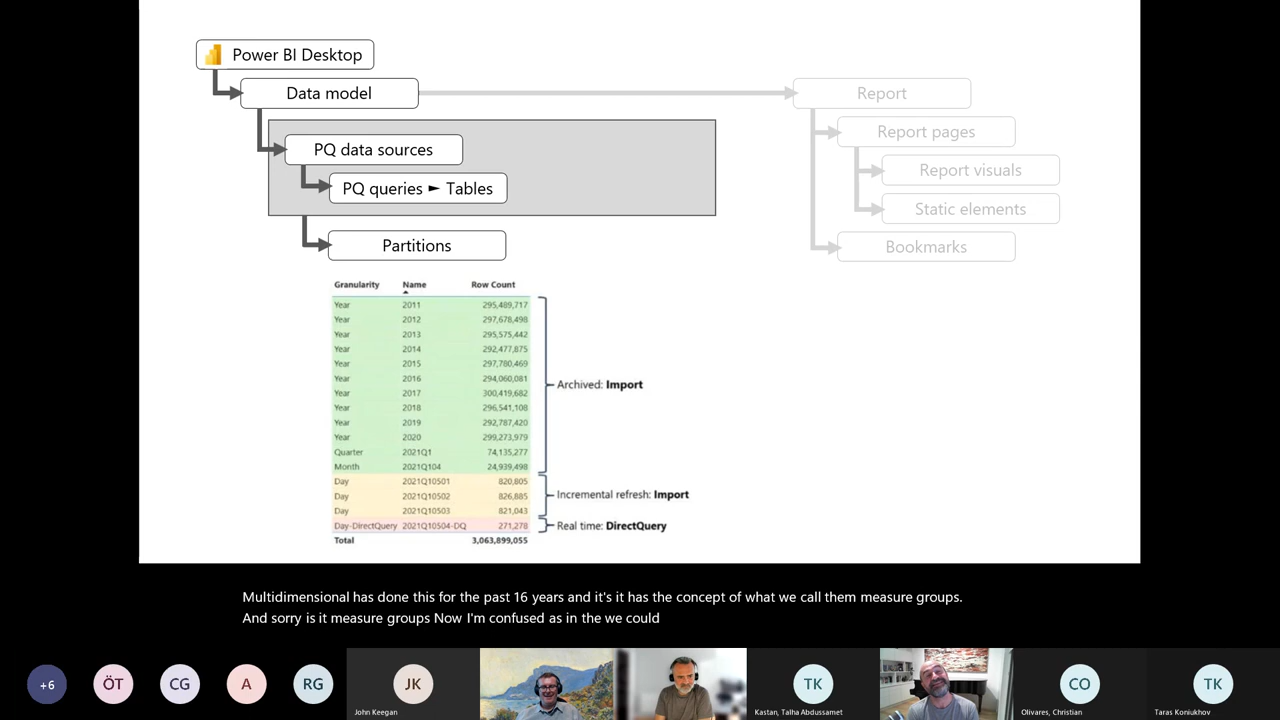 Power BI Desktop
Data model
Report
PQ data sources
Report pages
PQ queries ► Tables
Report visuals
Static elements
Partitions
Bookmarks
Granularity Name Row Count
Year 2011 295,489,717
Year 2012 297,678,498
Year 2013 295,575,442
Year 2014 292,477,875
Year 2015 297,780,469
Year 2016 294,060,081
Year 2017 300,419,682
Year 2018 296,541,108
Year 2019 292,787,420
Year 2020 299,273,979
Quarter 2021Q1 74,135,277
Month 2021Q104 24,939,498
Day 2021Q10501 820,805
Day 2021Q10502 826,885
Day 2021Q10503 821,043
Day-DirectQuery 2021Q10504-DQ 271,278
Total 3,063,899,055
Archived: Import
Incremental refresh: Import
Real time: DirectQuery
Multidimensional has done this for the past 16 years and it's it has the concept of what we call them measure groups.
And sorry is it measure groups Now I'm confused as in the we could
+6
ÖT
CG
A
RG
JK
John Keegan
TK
Kastan, Talha Abdussamet
CO
Olivares, Christian
TK
Taras Koniukhov